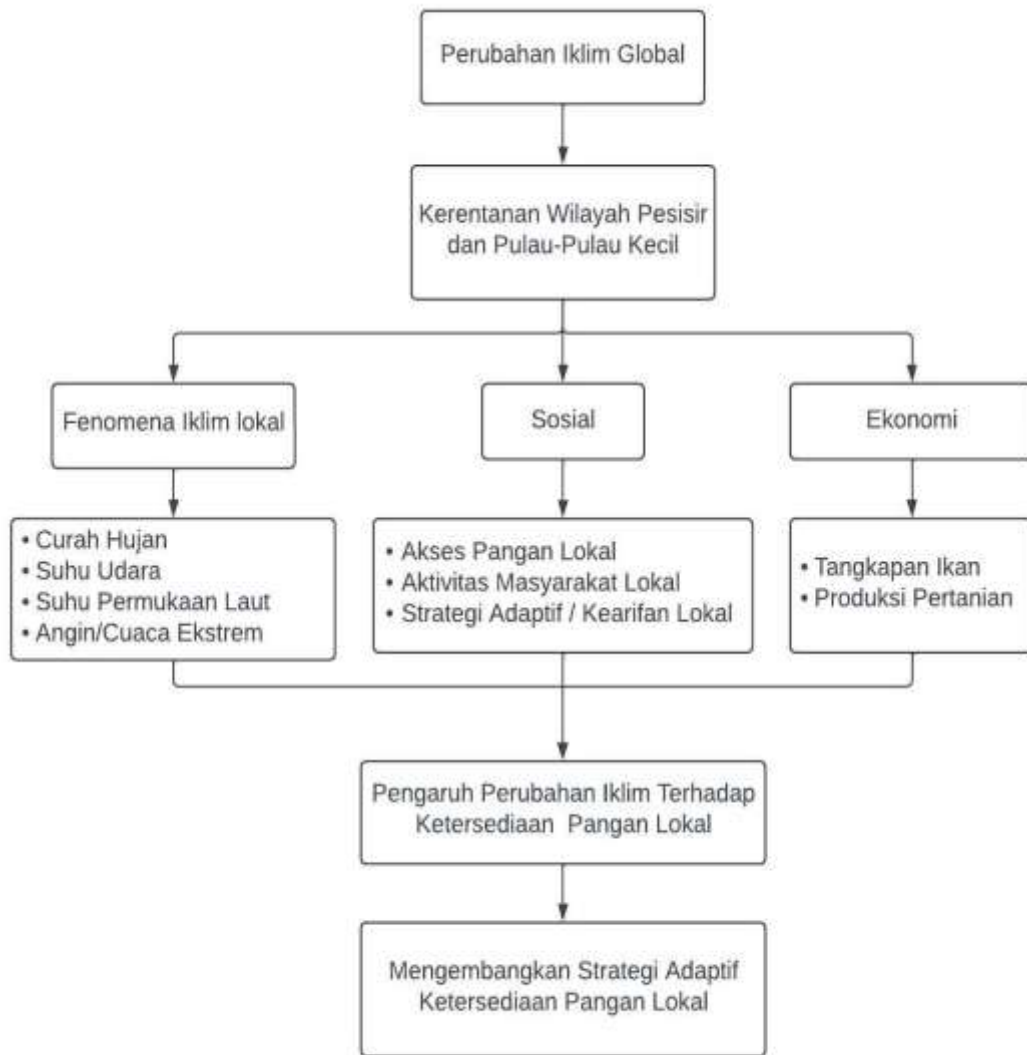 Perubahan Iklim Global
Kerentanan Wilayah Pesisir
dan Pulau-Pulau Kecil
Fenomena Iklim lokal
Sosial
Ekonomi
• Curah Hujan
• Suhu Udara
• Suhu Permukaan Laut
• Angin/Cuaca Ekstrem
• Akses Pangan Lokal
• Aktivitas Masyarakat Lokal
• Strategi Adaptif / Kearifan Lokal
• Tangkapan Ikan
• Produksi Pertanian
Pengaruh Perubahan Iklim Terhadap
Ketersediaan Pangan Lokal
Mengembangkan Strategi Adaptif
Ketersediaan Pangan Lokal